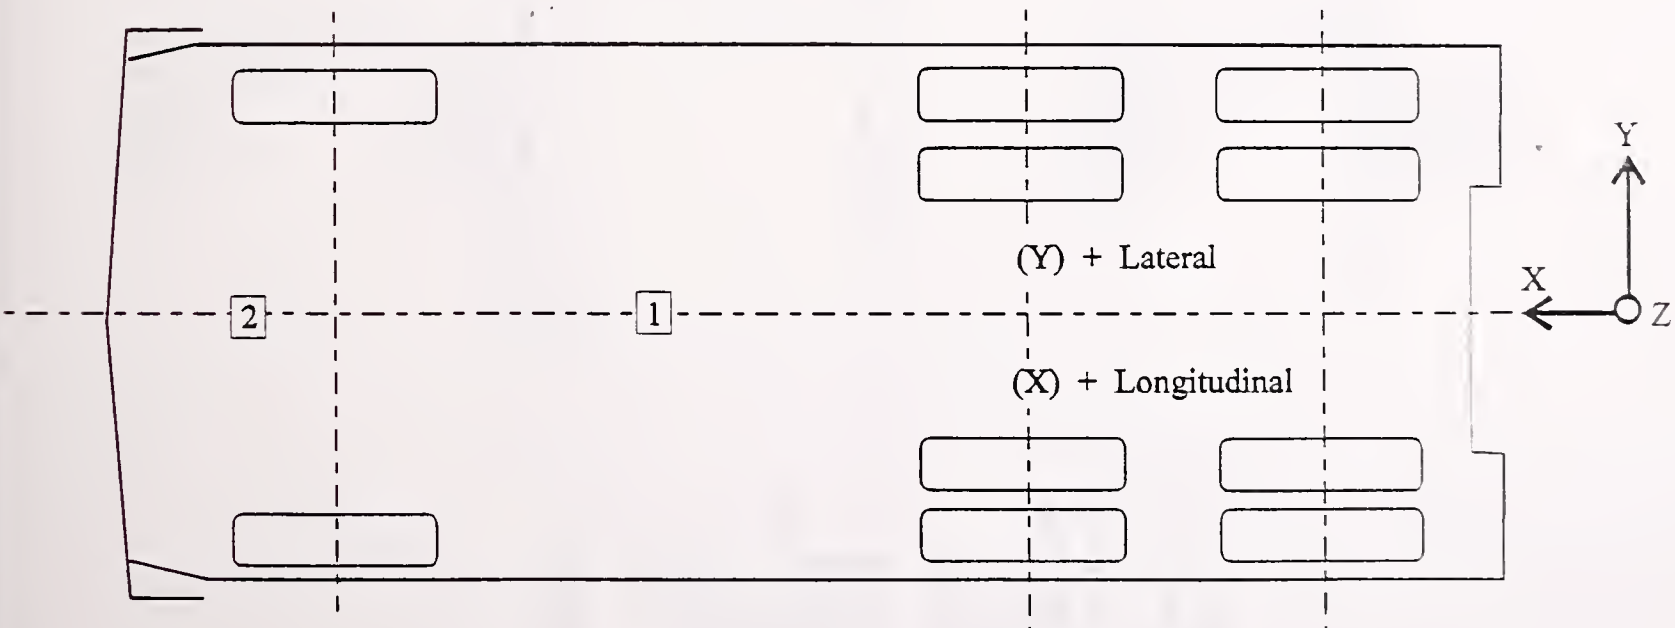 Y
(Y) + Lateral
X
2
1
Z
(X) + Longitudinal